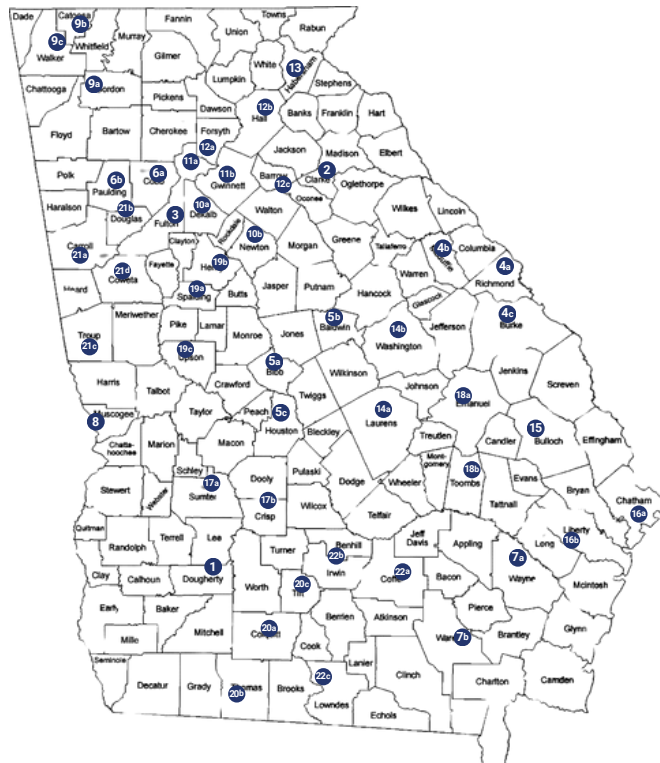 Dade
Catoosa
9b
Fannin
Towns
Rabun
Union
9c
Whitfield
Murray
Walker
Gilmer
White
13
Habersham
Lumpkin
Stephens
Chattooga
9a
Gordon
Pickens
Dawson
12b
Hall
Banks
Franklin
Hart
Floyd
Bartow
Cherokee
Forsyth
12a
Jackson
Madison
Elbert
11a
Polk
6b
6a
Cobb
11b
Gwinnett
Barrow
12c
2
Clarke
Oglethorpe
Paulding
Oconee
Haralson
21b
Douglas
3
Fulton
10a
DeKalb
Rockdale
Walton
Wilkes
Lincoln
Carroll
21a
Clayton
10b
Newton
Morgan
Greene
Taliaferro
4b
Columbia
21d
Coweta
Fayette
19b
Warren
4a
Richmond
Heard
19a
Spalding
Butts
Jasper
Putnam
Hancock
Glascock
Meriwether
Pike
Lamar
Monroe
Jones
5b
Baldwin
14b
Washington
Jefferson
4c
Burke
Troup
21c
19c
Upson
5a
Bibb
Wilkinson
Jenkins
Screven
Harris
Talbot
Crawford
Twiggs
Johnson
18a
Emanuel
8
Muscogee
Taylor
Peach
5c
Houston
Bleckley
14a
Laurens
Treutlen
Candler
15
Bulloch
Effingham
Chatta-
hoochee
Marion
Macon
Schley
17a
Sumter
Dooly
Pulaski
Dodge
Wheeler
Mont-
gomery
18b
Toombs
Evans
Bryan
Chatham
16a
Stewert
Webster
17b
Crisp
Wilcox
Telfair
Tattnall
Quitman
Randolph
Terrell
Lee
Turner
22b
Benhill
Irwin
Jeff
Davis
Appling
Long
Liberty
16b
Clay
Calhoun
1
Dougherty
Worth
20c
Tift
22a
Coffe
Bacon
7a
Wayne
McIntosh
Early
Baker
Mitchell
20a
Berrien
Atkinson
Pierce
Mille
Cook
Ware
7b
Brantley
Glynn
Seminole
Decatur
Grady
20b
Thomas
Brooks
22c
Lowndes
Lanier
Clinch
Echols
Charlton
Camden